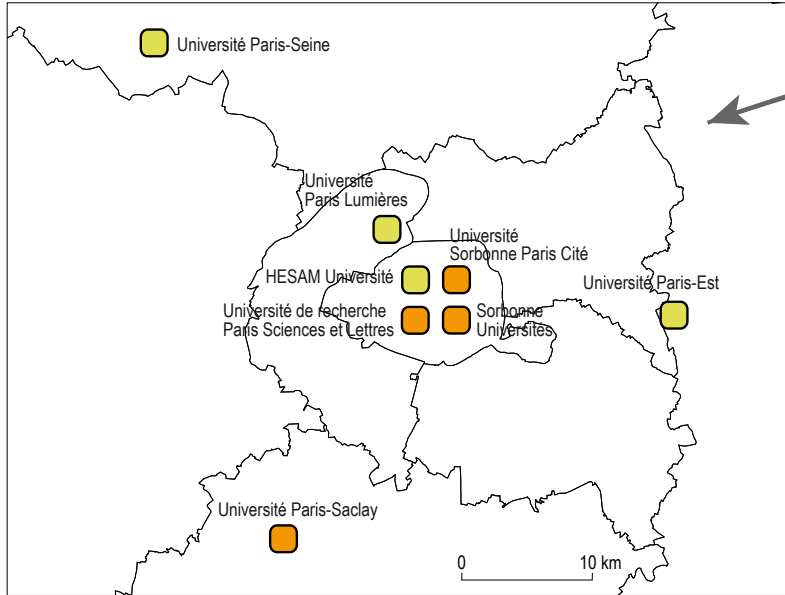 Université Paris-Seine
Université
Paris Lumières
Université
Sorbonne Paris Cité
HESAM Université
Université Paris-Est
Université de recherche
Paris Sciences et Lettres
Sorbonne
Universités
Université Paris-Saclay
0 10 km